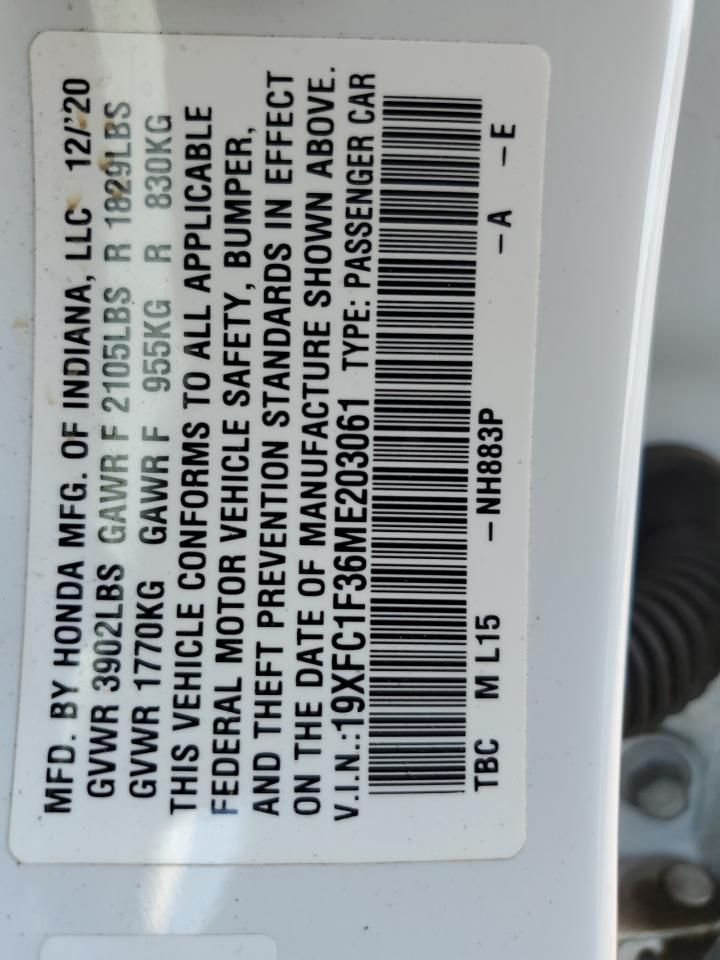 MFD. BY HONDA MFG. OF INDIANA, LLC 12/'20
GVWR 3902LBS GAWR F 2105LBS R 1829LBS
GVWR 1770KG GAWR F 955KG R 830KG
THIS VEHICLE CONFORMS TO ALL APPLICABLE
FEDERAL MOTOR VEHICLE SAFETY, BUMPER,
AND THEFT PREVENTION STANDARDS IN EFFECT
ON THE DATE OF MANUFACTURE SHOWN ABOVE.
V.I.N.:19XFC1F36ME203061 TYPE: PASSENGER CAR
TBC M L15 -NH883P -A -E